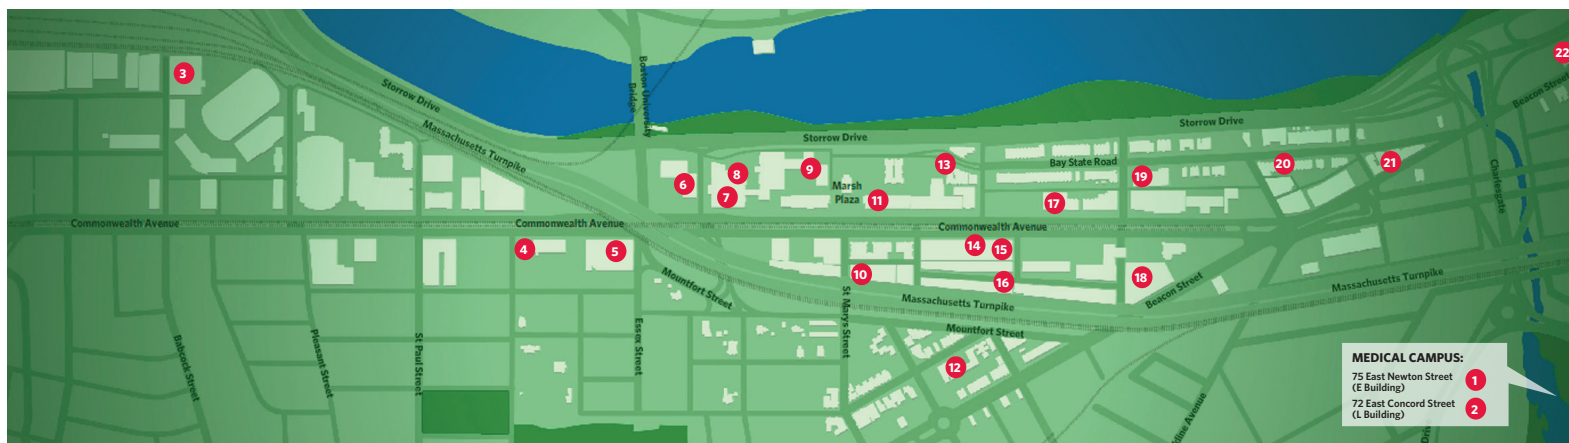 22
3
Storrow Drive
Boston University
Bridge
Beacon Street
Massachusetts Turnpike
Storrow Drive
Storrow Drive
Bay State Road
6
7
8
9
Marsh
Plaza
11
13
17
19
20
21
Charlesgate
Commonwealth Avenue
Commonwealth Avenue
Commonwealth Avenue
4
5
10
14
15
16
18
Mountfort Street
St Marys Street
Massachusetts Turnpike
Beacon Street
Massachusetts Turnpike
Mountfort Street
Babcock Street
Pleasant Street
St Paul Street
Essex Street
12
Avenue
MEDICAL CAMPUS:
75 East Newton Street
(E Building)
1
72 East Concord Street
(L Building)
2